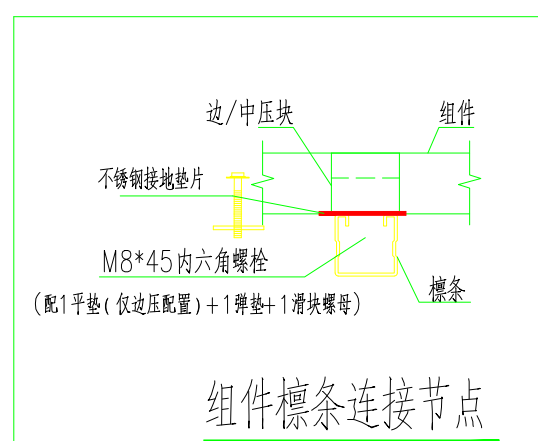 边/中压块
组件
不锈钢接地垫片
M8*45内六角螺栓
(配1平垫(仅边压配置)+1弹垫+1滑块螺母)
檩条
组件檩条连接节点